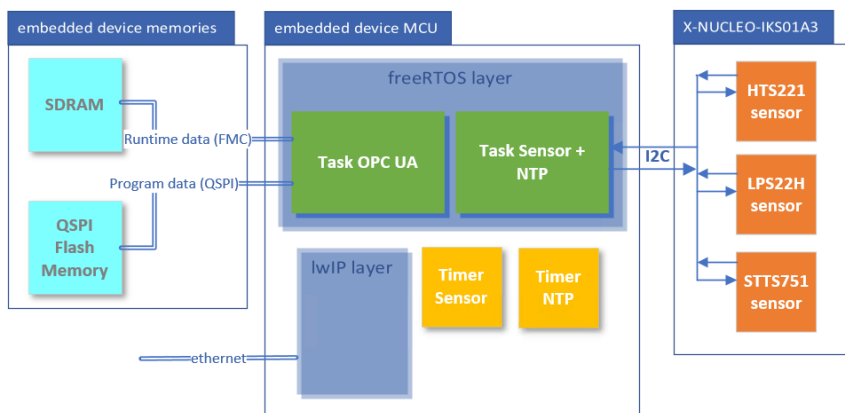 embedded device memories
SDRAM
Runtime data (FMC)
Program data (QSPI)
QSPI
Flash
Memory
embedded device MCU
freeRTOS layer
Task OPC UA
Task Sensor +
NTP
I2C
lwIP layer
Timer
Sensor
Timer
NTP
ethernet
X-NUCLEO-IKS01A3
HTS221
sensor
LPS22H
sensor
STTS751
sensor